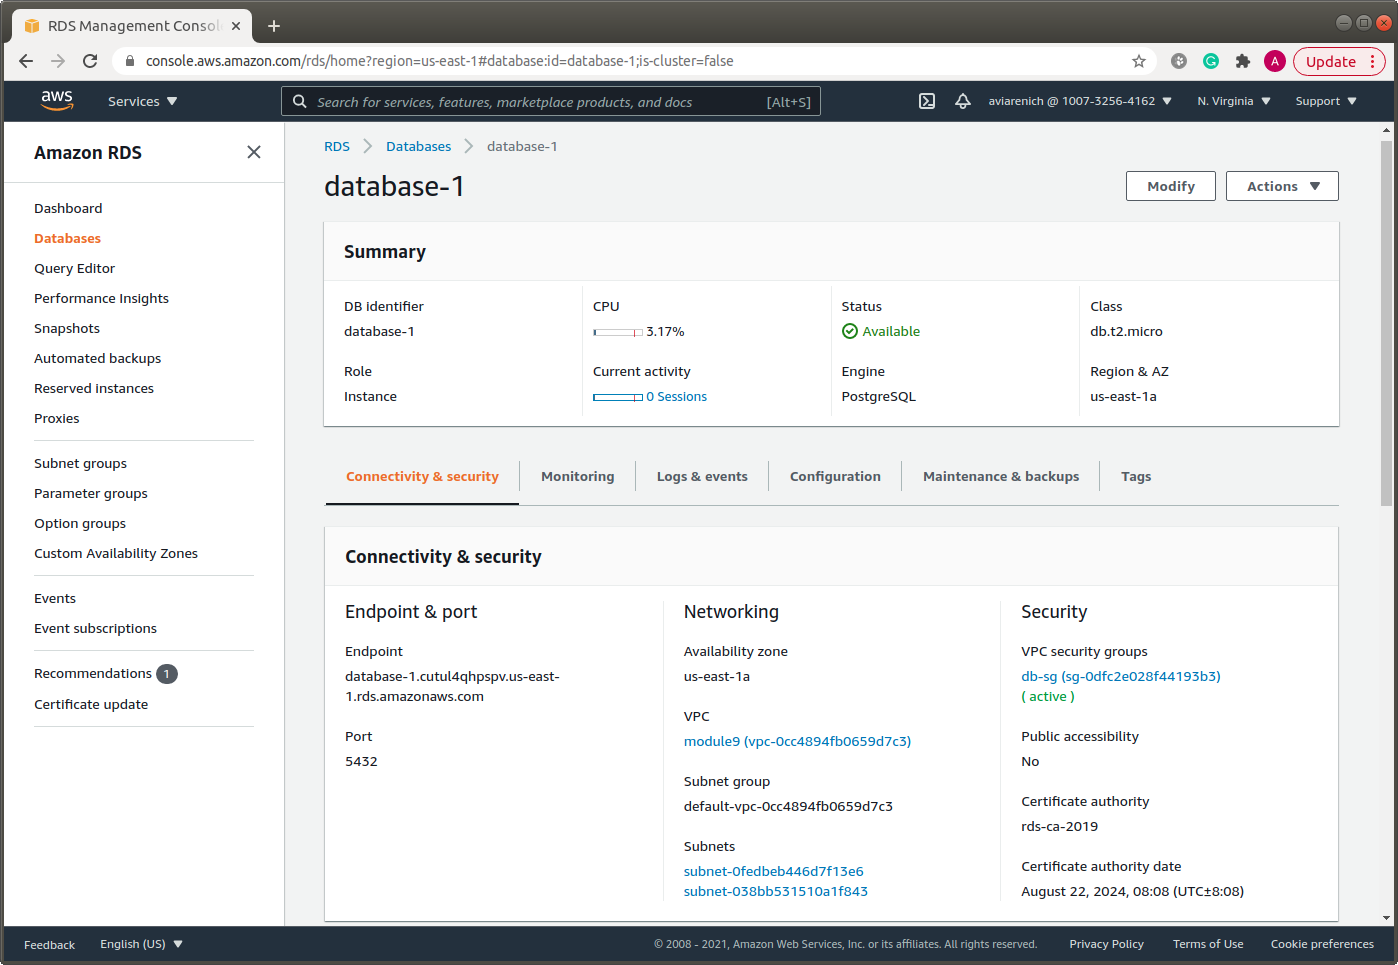 RDS Management Consol
console.aws.amazon.com/rds/home?region=us-east-1#database:id=database-1;is-cluster=false
A
Update
aws
Services
Search for services, features, marketplace products, and docs
[Alt+S]
aviarenich @ 1007-3256-4162
N. Virginia
Support
Amazon RDS
Dashboard
Databases
Query Editor
Performance Insights
Snapshots
Automated backups
Reserved instances
Proxies
Subnet groups
Parameter groups
Option groups
Custom Availability Zones
Events
Event subscriptions
Recommendations 1
Certificate update
RDS
Databases
database-1
database-1
Modify
Actions
Summary
DB identifier
database-1
Role
Instance
CPU
3.17%
Current activity
0 Sessions
Status
Available
Engine
PostgreSQL
Class
db.t2.micro
Region & AZ
us-east-1a
Connectivity & security
Monitoring
Logs & events
Configuration
Maintenance & backups
Tags
Connectivity & security
Endpoint & port
Endpoint
database-1.cutul4qhpspv.us-east-
1.rds.amazonaws.com
Port
5432
Networking
Availability zone
us-east-1a
VPC
module9 (vpc-0cc4894fb0659d7c3)
Subnet group
default-vpc-0cc4894fb0659d7c3
Subnets
subnet-0fedbeb446d7f13e6
subnet-038bb531510a1f843
Security
VPC security groups
db-sg (sg-0dfc2e028f44193b3)
( active )
Public accessibility
No
Certificate authority
rds-ca-2019
Certificate authority date
August 22, 2024, 08:08 (UTC±8:08)
Feedback
English (US)
© 2008 - 2021, Amazon Web Services, Inc. or its affiliates. All rights reserved.
Privacy Policy
Terms of Use
Cookie preferences